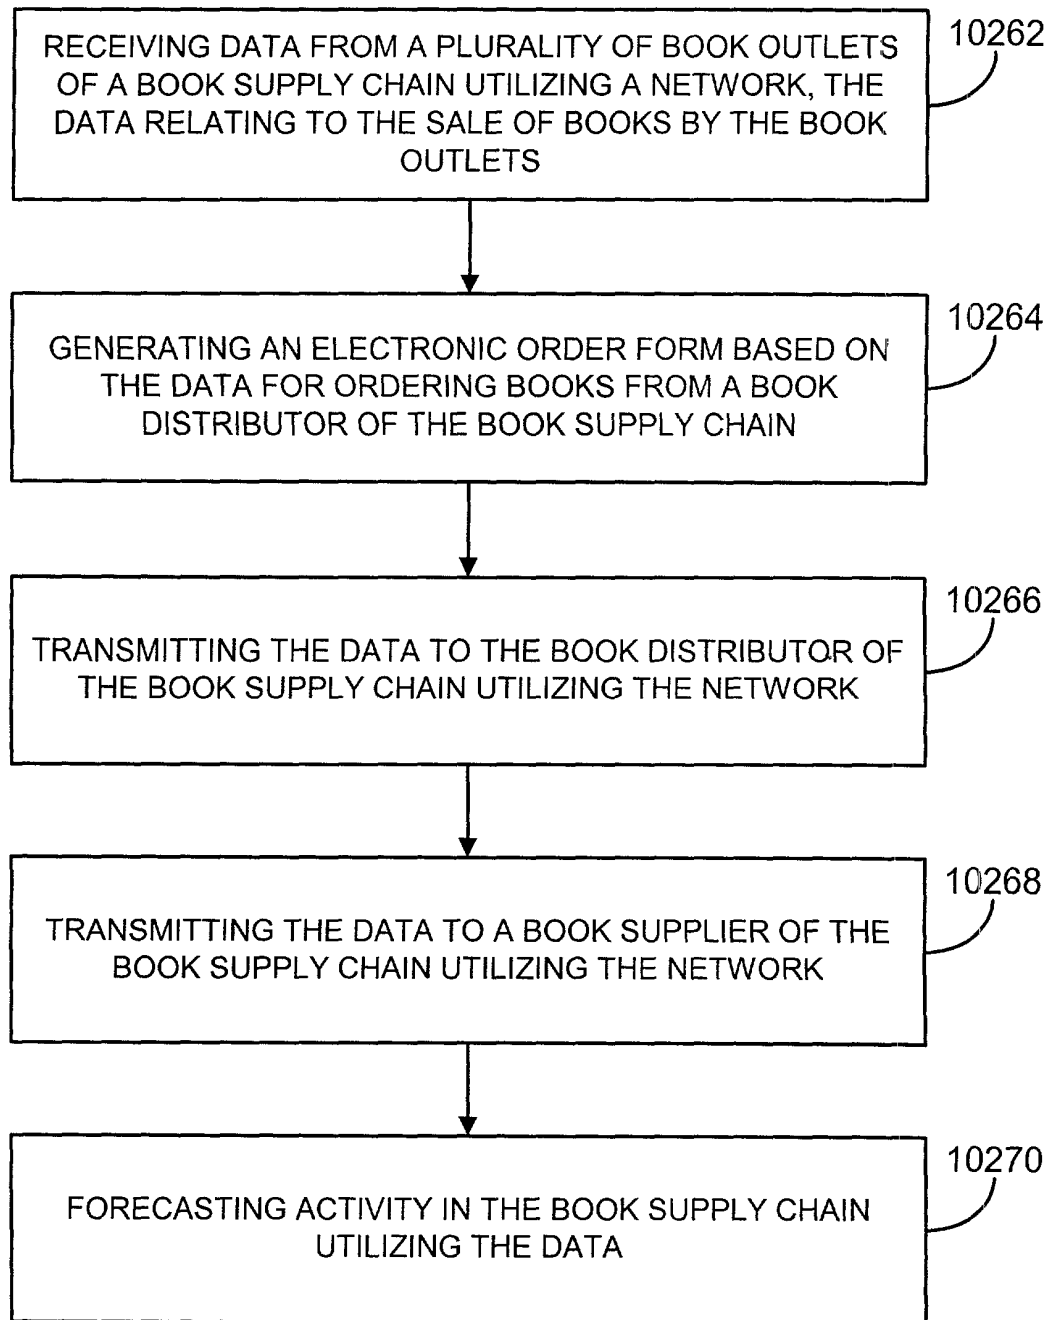 RECEIVING DATA FROM A PLURALITY OF BOOK OUTLETS
OF A BOOK SUPPLY CHAIN UTILIZING A NETWORK, THE
DATA RELATING TO THE SALE OF BOOKS BY THE BOOK
OUTLETS
10262
GENERATING AN ELECTRONIC ORDER FORM BASED ON
THE DATA FOR ORDERING BOOKS FROM A BOOK
DISTRIBUTOR OF THE BOOK SUPPLY CHAIN
10264
TRANSMITTING THE DATA TO THE BOOK DISTRIBUTOR OF
THE BOOK SUPPLY CHAIN UTILIZING THE NETWORK
10266
TRANSMITTING THE DATA TO A BOOK SUPPLIER OF THE
BOOK SUPPLY CHAIN UTILIZING THE NETWORK
10268
FORECASTING ACTIVITY IN THE BOOK SUPPLY CHAIN
UTILIZING THE DATA
10270